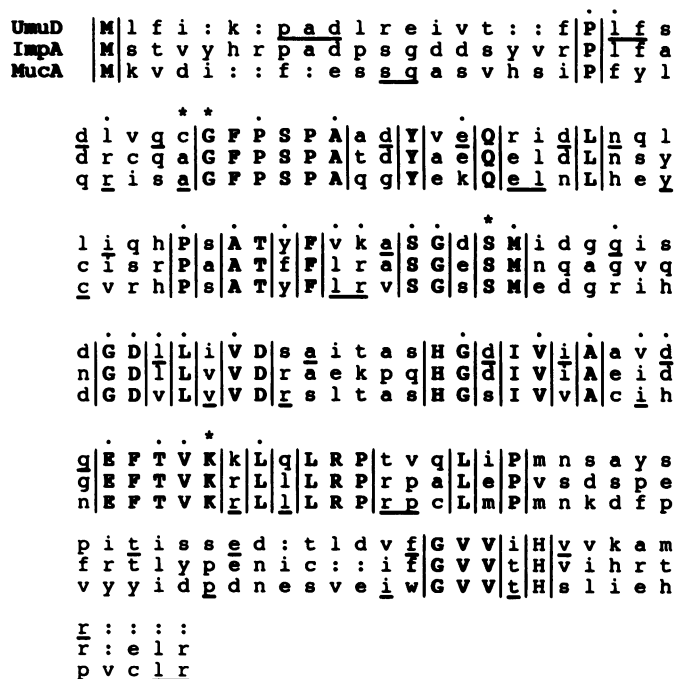 UmuD |M|l f i : k : p a d l r e i v t : : f|P|l f s
ImpA |M|s t v y h r p a d p s g d d s y v r|P|l f a
MucA |M|k v d i : : f : e s s q a s v h s i|P|f y l
* *
d l v q c|G F P S P A|a d|Y|v e|Q|r i d|L|n q l
d r c q a|G F P S P A|t d|Y|a e|Q|e l d|L|n s y
q r i s a|G F P S P A|q g|Y|e k|Q|e l n|L|h e y
*
l i q h|P|s|A T|y|F|v k a|S G|d|S M|i d g g i s
c i s r|P|a|A T|f|F|l r a|S G|e|S M|n q a g v q
c v r h|P|s|A T|y|F|l r v|S G|s|S M|e d g r i h
d|G D|l|L|i|V D|s a i t a s|H G|d|I V|i|A|a v d
n|G D|l|L|v|V D|r a e k p q|H G|d|I V|i|A|e i d
d|G D|v|L|v|V D|r s l t a s|H G|s|I V|v|A|c i h
*
g|E F T V K|k|L|q|L R P|t v q|L|i|P|m n s a y s
g|E F T V K|r|L|l|L R P|r p a|L|e|P|v s d s p e
n|E F T V K|r|L|l|L R P|r p c|L|m|P|m n k d f p
p i t i s s e d : t l d v f|G V V|i|H|v v k a m
f r t l y p e n i c : : i f|G V V|t|H|v i h r t
v y y i d p d n e s v e i w|G V V|t|H|s l i e h
r : : : :
r : e l r
p v c l r